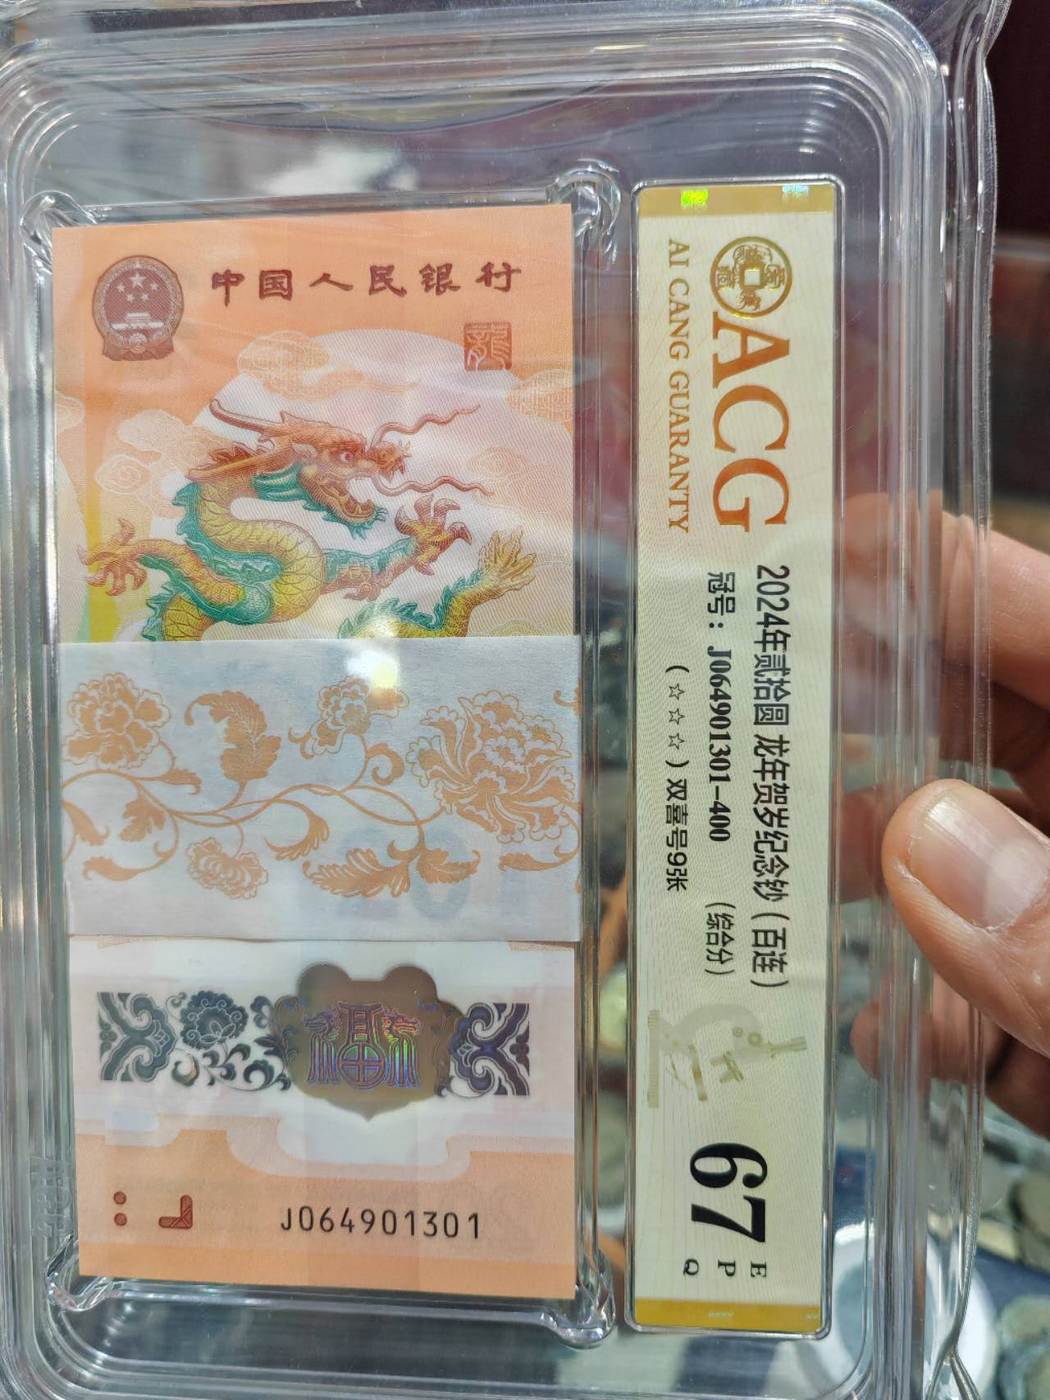 中国人民银行
龍
福
J064901301
ACG
AI CANG GUARANTY
2024年贰拾圆 龙年贺岁纪念钞（百连）
冠号：J064901301-400 （综合分）
（☆☆☆）双喜号9张
67
EPQ